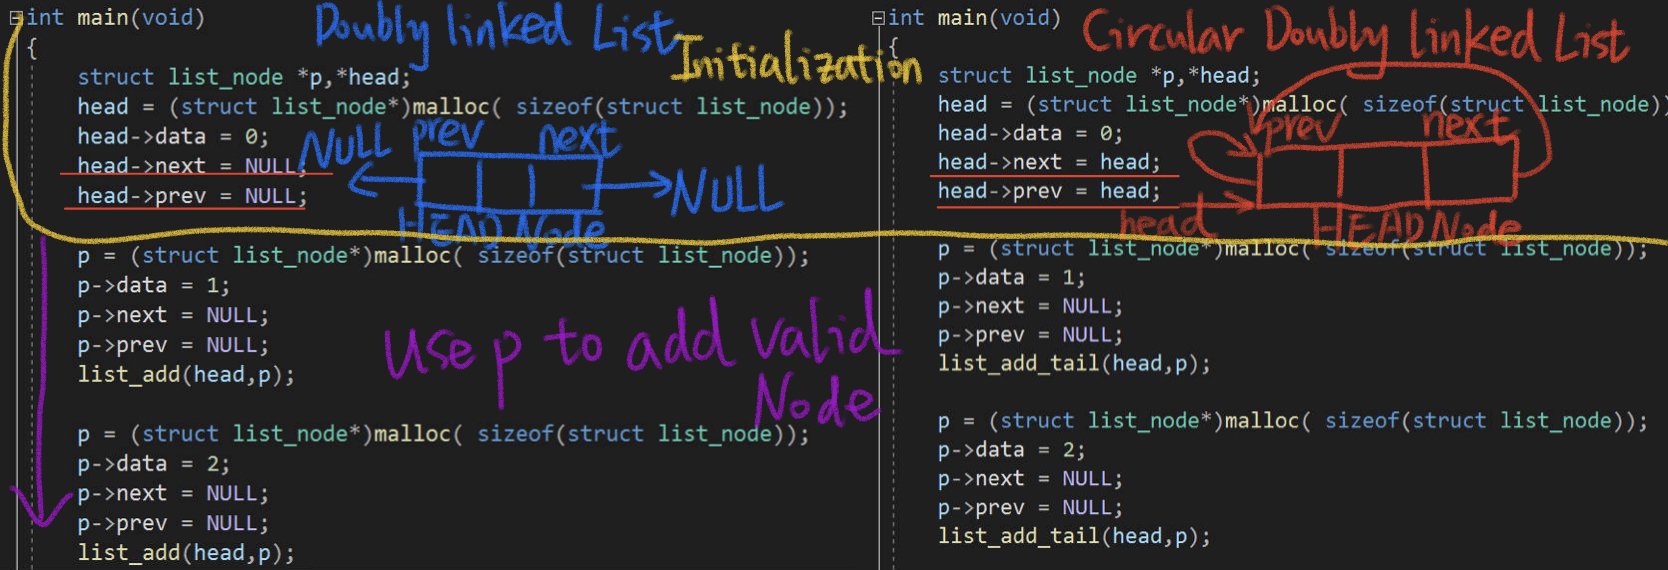 int main(void)
{
struct list_node *p,*head;
head = (struct list_node*)malloc( sizeof(struct list_node));
head->data = 0;
head->next = NULL;
head->prev = NULL;
p = (struct list_node*)malloc( sizeof(struct list_node));
p->data = 1;
p->next = NULL;
p->prev = NULL;
list_add(head,p);
p = (struct list_node*)malloc( sizeof(struct list_node));
p->data = 2;
p->next = NULL;
p->prev = NULL;
list_add(head,p);
Doubly linked List
Initialization
NULL
prev next
NULL
HEAD Node
Use p to add valid
Node
int main(void)
{
struct list_node *p,*head;
head = (struct list_node*)malloc( sizeof(struct list_node))
head->data = 0;
head->next = head;
head->prev = head;
p = (struct list_node*)malloc( sizeof(struct list_node));
p->data = 1;
p->next = NULL;
p->prev = NULL;
list_add_tail(head,p);
p = (struct list_node*)malloc( sizeof(struct list_node));
p->data = 2;
p->next = NULL;
p->prev = NULL;
list_add_tail(head,p);
Circular Doubly linked List
prev next
head
HEAD Node